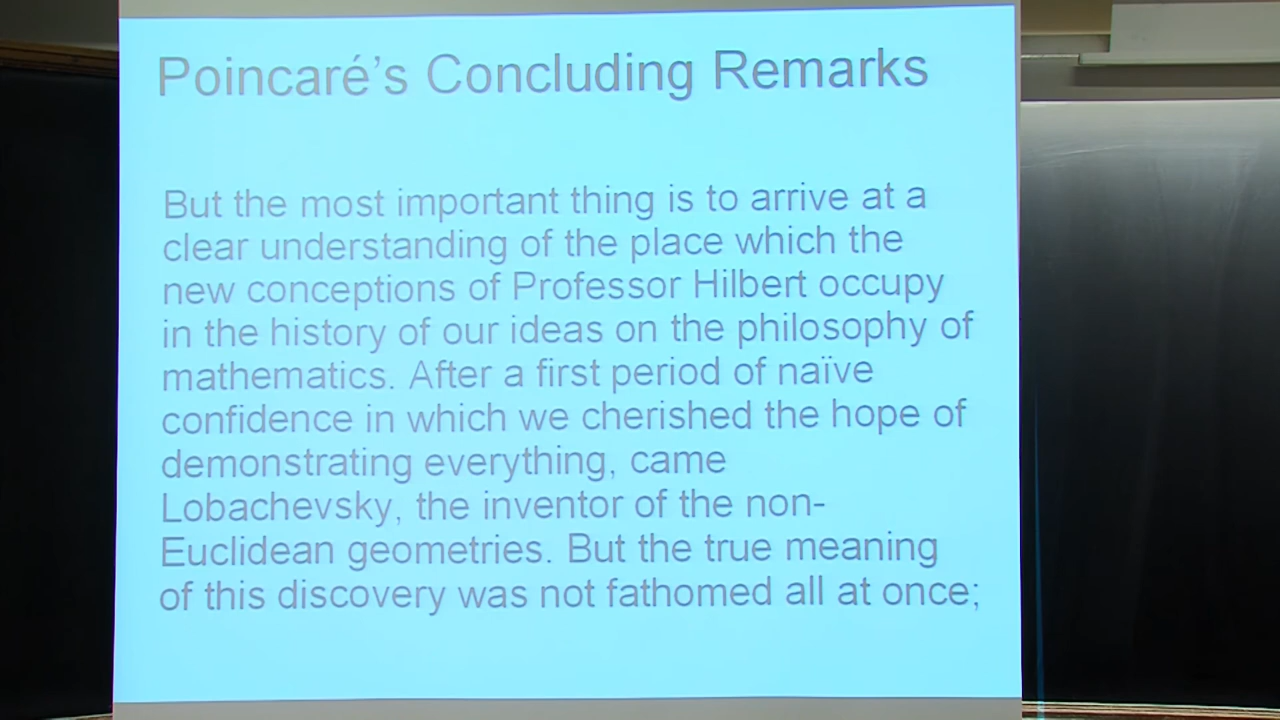 Poincaré’s Concluding Remarks
But the most important thing is to arrive at a
clear understanding of the place which the
new conceptions of Professor Hilbert occupy
in the history of our ideas on the philosophy of
mathematics. After a first period of naïve
confidence in which we cherished the hope of
demonstrating everything, came
Lobachevsky, the inventor of the non-
Euclidean geometries. But the true meaning
of this discovery was not fathomed all at once;